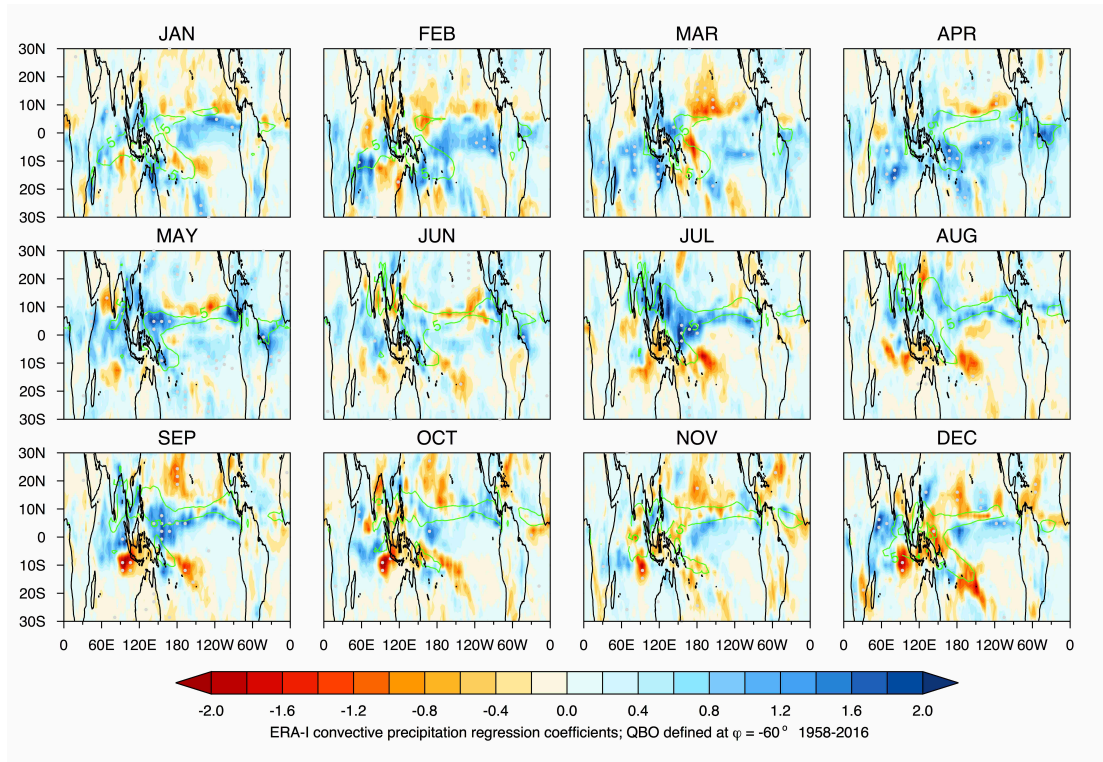 JAN FEB MAR APR
30N
20N
10N
0
10S
20S
30S
MAY JUN JUL AUG
30N
20N
10N
0
10S
20S
30S
SEP OCT NOV DEC
30N
20N
10N
0
10S
20S
30S
0 60E 120E 180 120W 60W 0 0 60E 120E 180 120W 60W 0 0 60E 120E 180 120W 60W 0 0 60E 120E 180 120W 60W 0
-2.0 -1.6 -1.2 -0.8 -0.4 0.0 0.4 0.8 1.2 1.6 2.0
ERA-I convective precipitation regression coefficients; QBO defined at φ = -60° 1958-2016